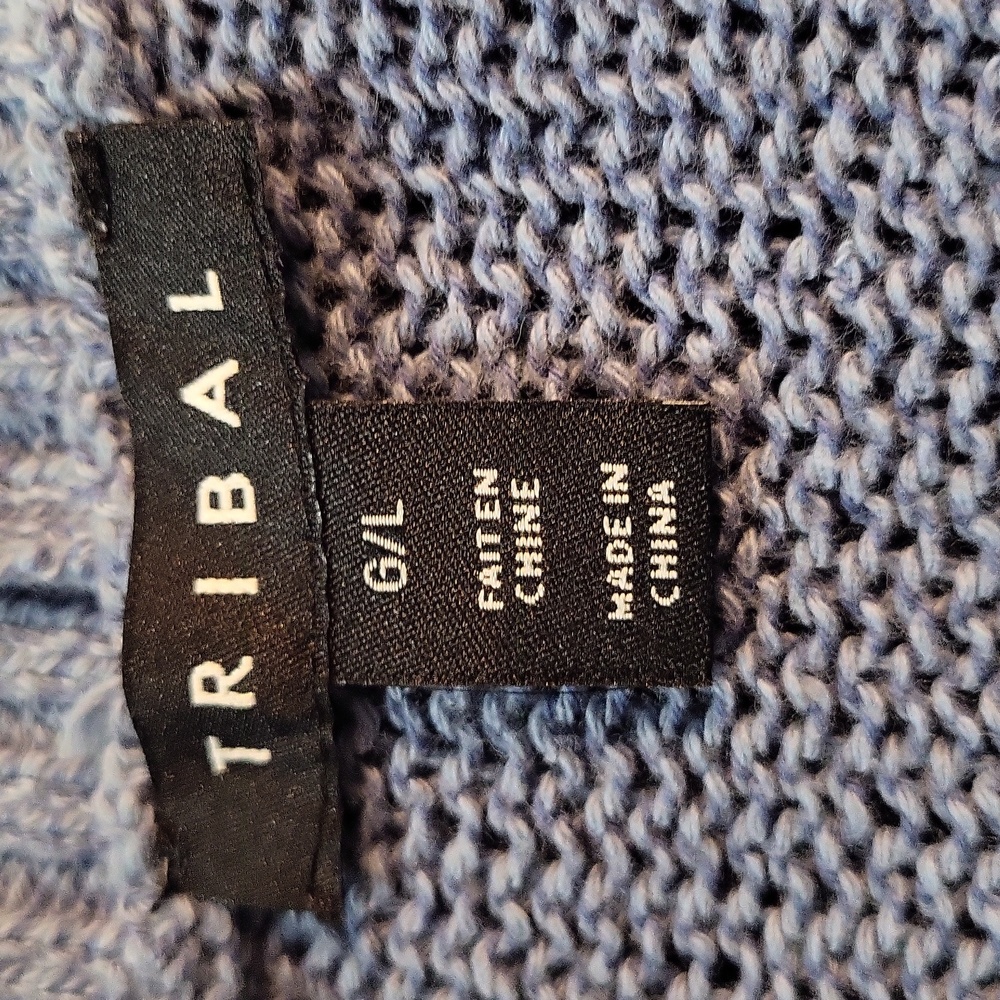 TRIBAL
G/L
FAIT EN
CHINE
MADE IN
CHINA